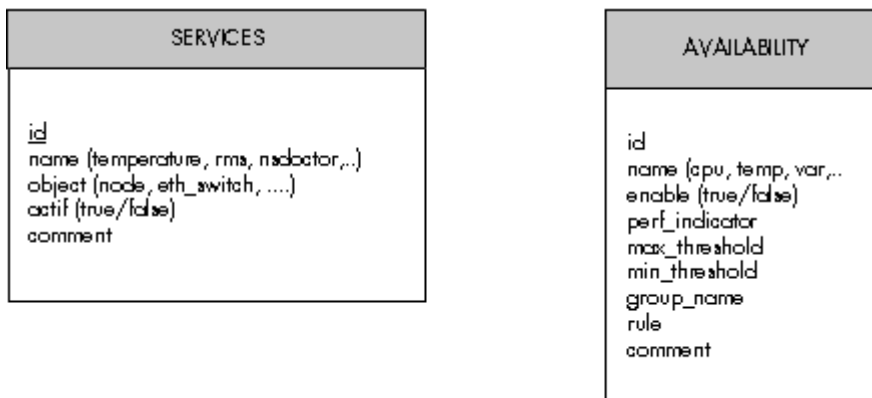 SERVICES
id
name (temperature, rms, nsdoctor,..)
object (node, eth_switch, ....)
actif (true/false)
comment
AVAILABILITY
id
name (cpu, temp, var,..
enable (true/false)
perf_indicator
max_threshold
min_threshold
group_name
rule
comment